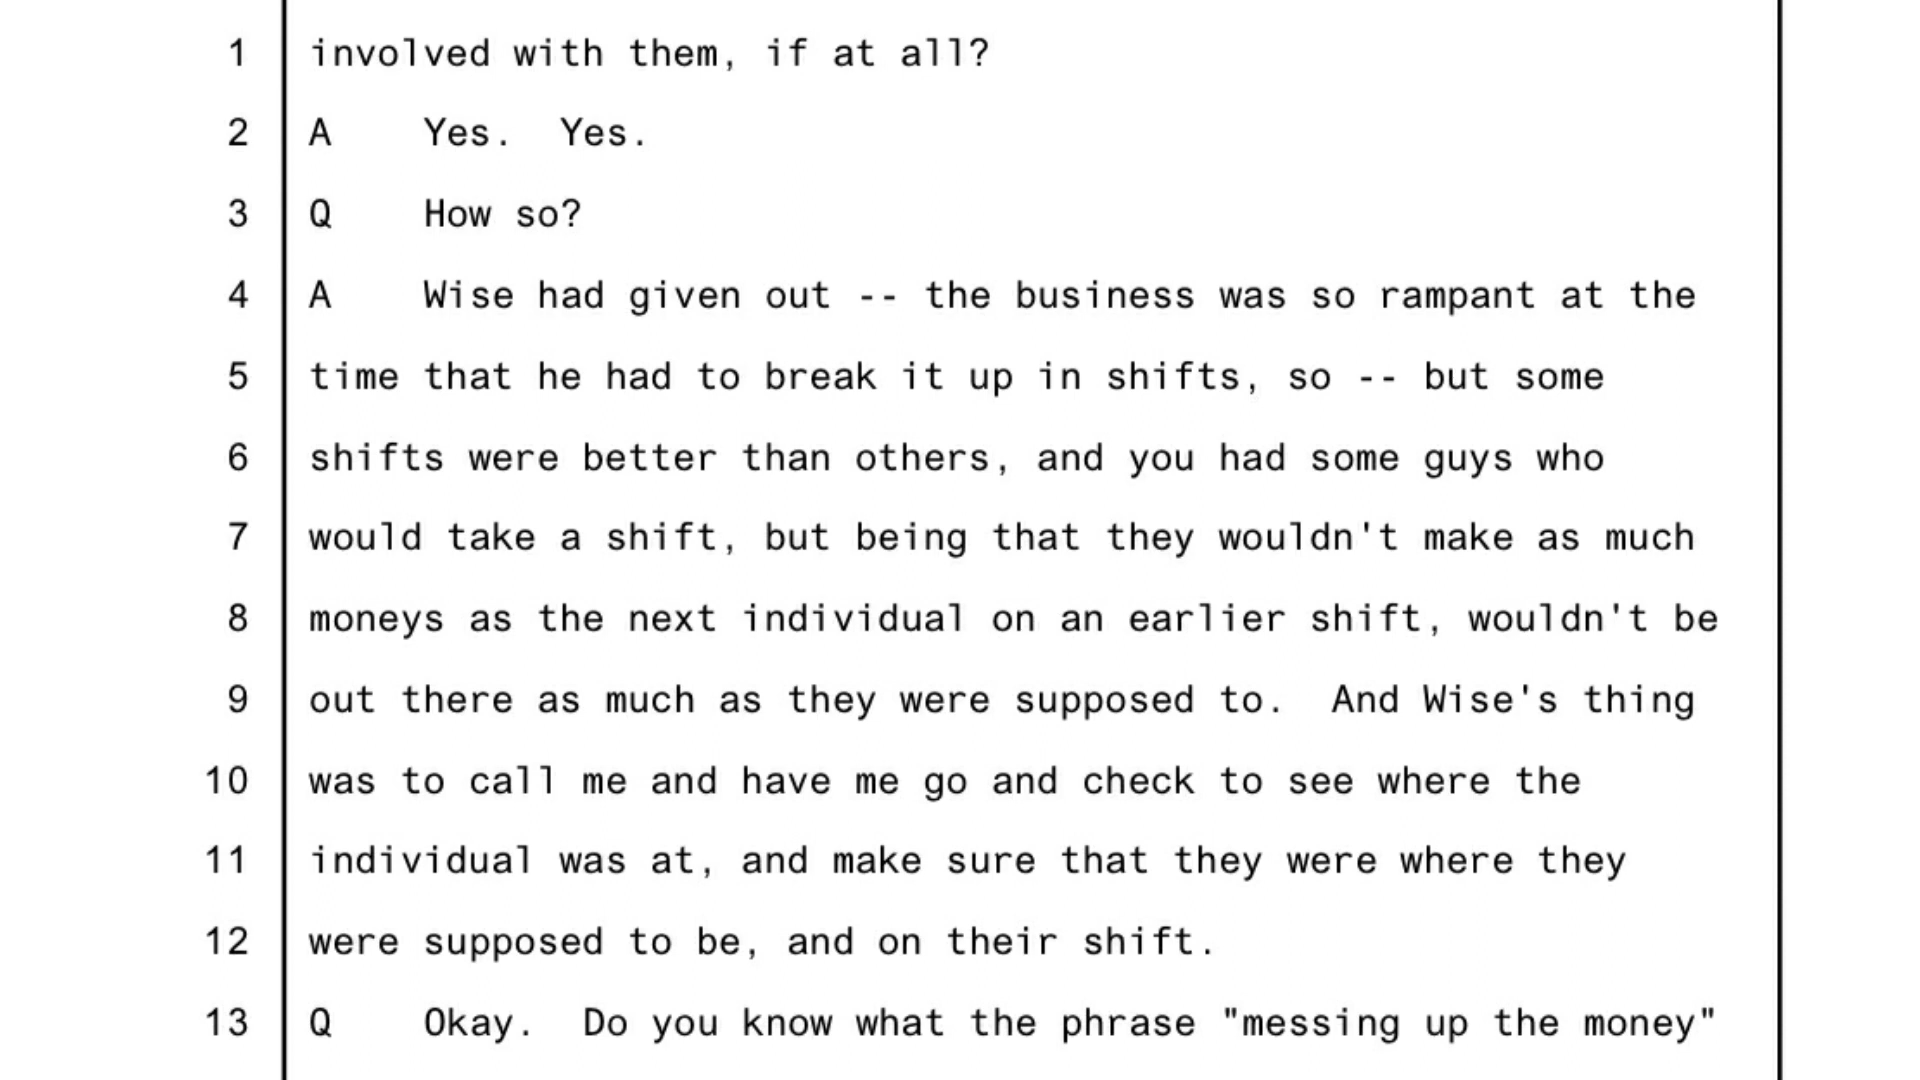 1 involved with them, if at all?
2 A Yes. Yes.
3 Q How so?
4 A Wise had given out -- the business was so rampant at the
5 time that he had to break it up in shifts, so -- but some
6 shifts were better than others, and you had some guys who
7 would take a shift, but being that they wouldn't make as much
8 moneys as the next individual on an earlier shift, wouldn't be
9 out there as much as they were supposed to. And Wise's thing
10 was to call me and have me go and check to see where the
11 individual was at, and make sure that they were where they
12 were supposed to be, and on their shift.
13 Q Okay. Do you know what the phrase "messing up the money"